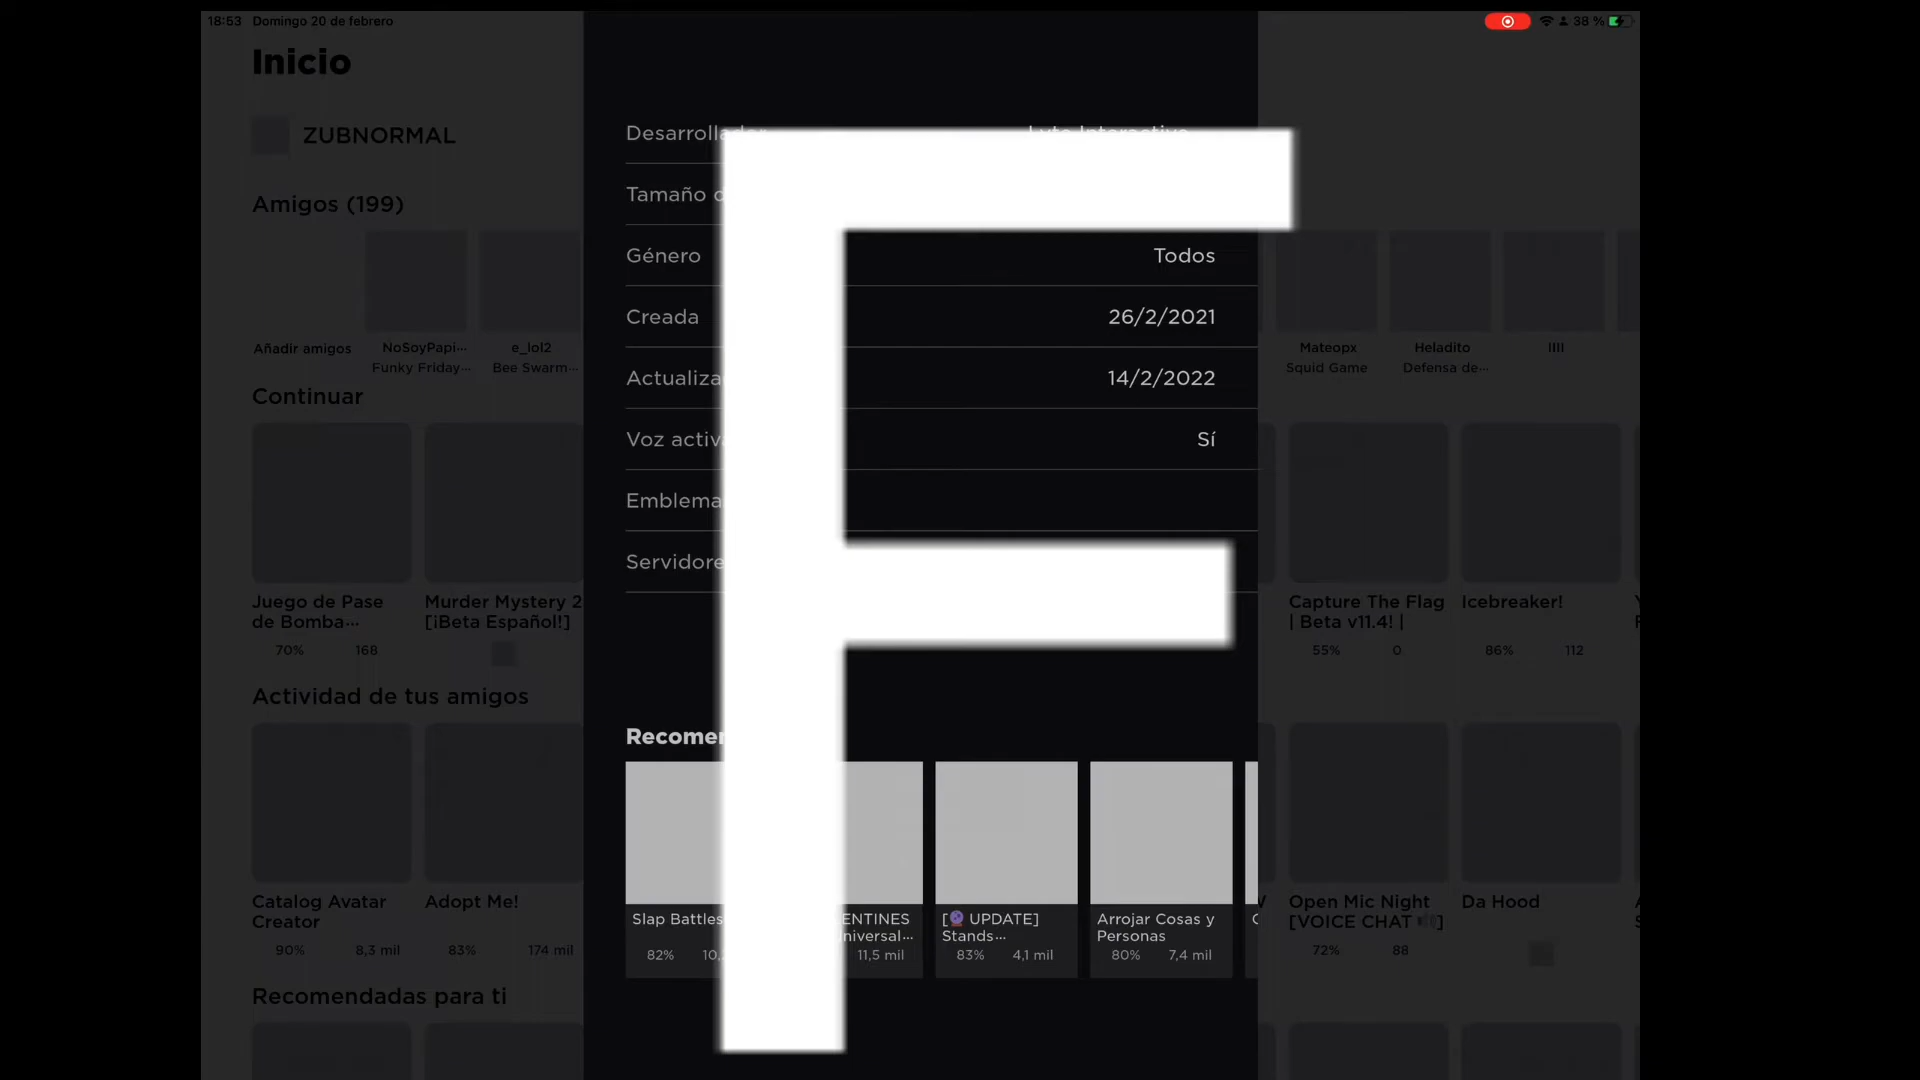 18:53 Domingo 20 de febrero
38 %
Inicio
ZUBNORMAL
Amigos (199)
Añadir amigos
NoSoyPapi...
Funky Friday...
e_lol2
Bee Swarm...
Mateopx
Squid Game
Heladito
Defensa de...
IIII
Continuar
Juego de Pase
de Bomba...
70% 168
Murder Mystery 2
[¡Beta Español!]
Capture The Flag
| Beta v11.4! |
55% 0
Icebreaker!
86% 112
Actividad de tus amigos
Catalog Avatar
Creator
90% 8,3 mil
Adopt Me!
83% 174 mil
Open Mic Night
[VOICE CHAT 🔊]
72% 88
Da Hood
Recomendadas para ti
Desarrollador Lyte Interactive
Tamaño
Género Todos
Creada 26/2/2021
Actualiza 14/2/2022
Voz activ Sí
Emblema
Servidore
Recomen
Slap Battles
82% 10,
ENTINES
niversal...
11,5 mil
[🔮 UPDATE]
Stands...
83% 4,1 mil
Arrojar Cosas y
Personas
80% 7,4 mil
F